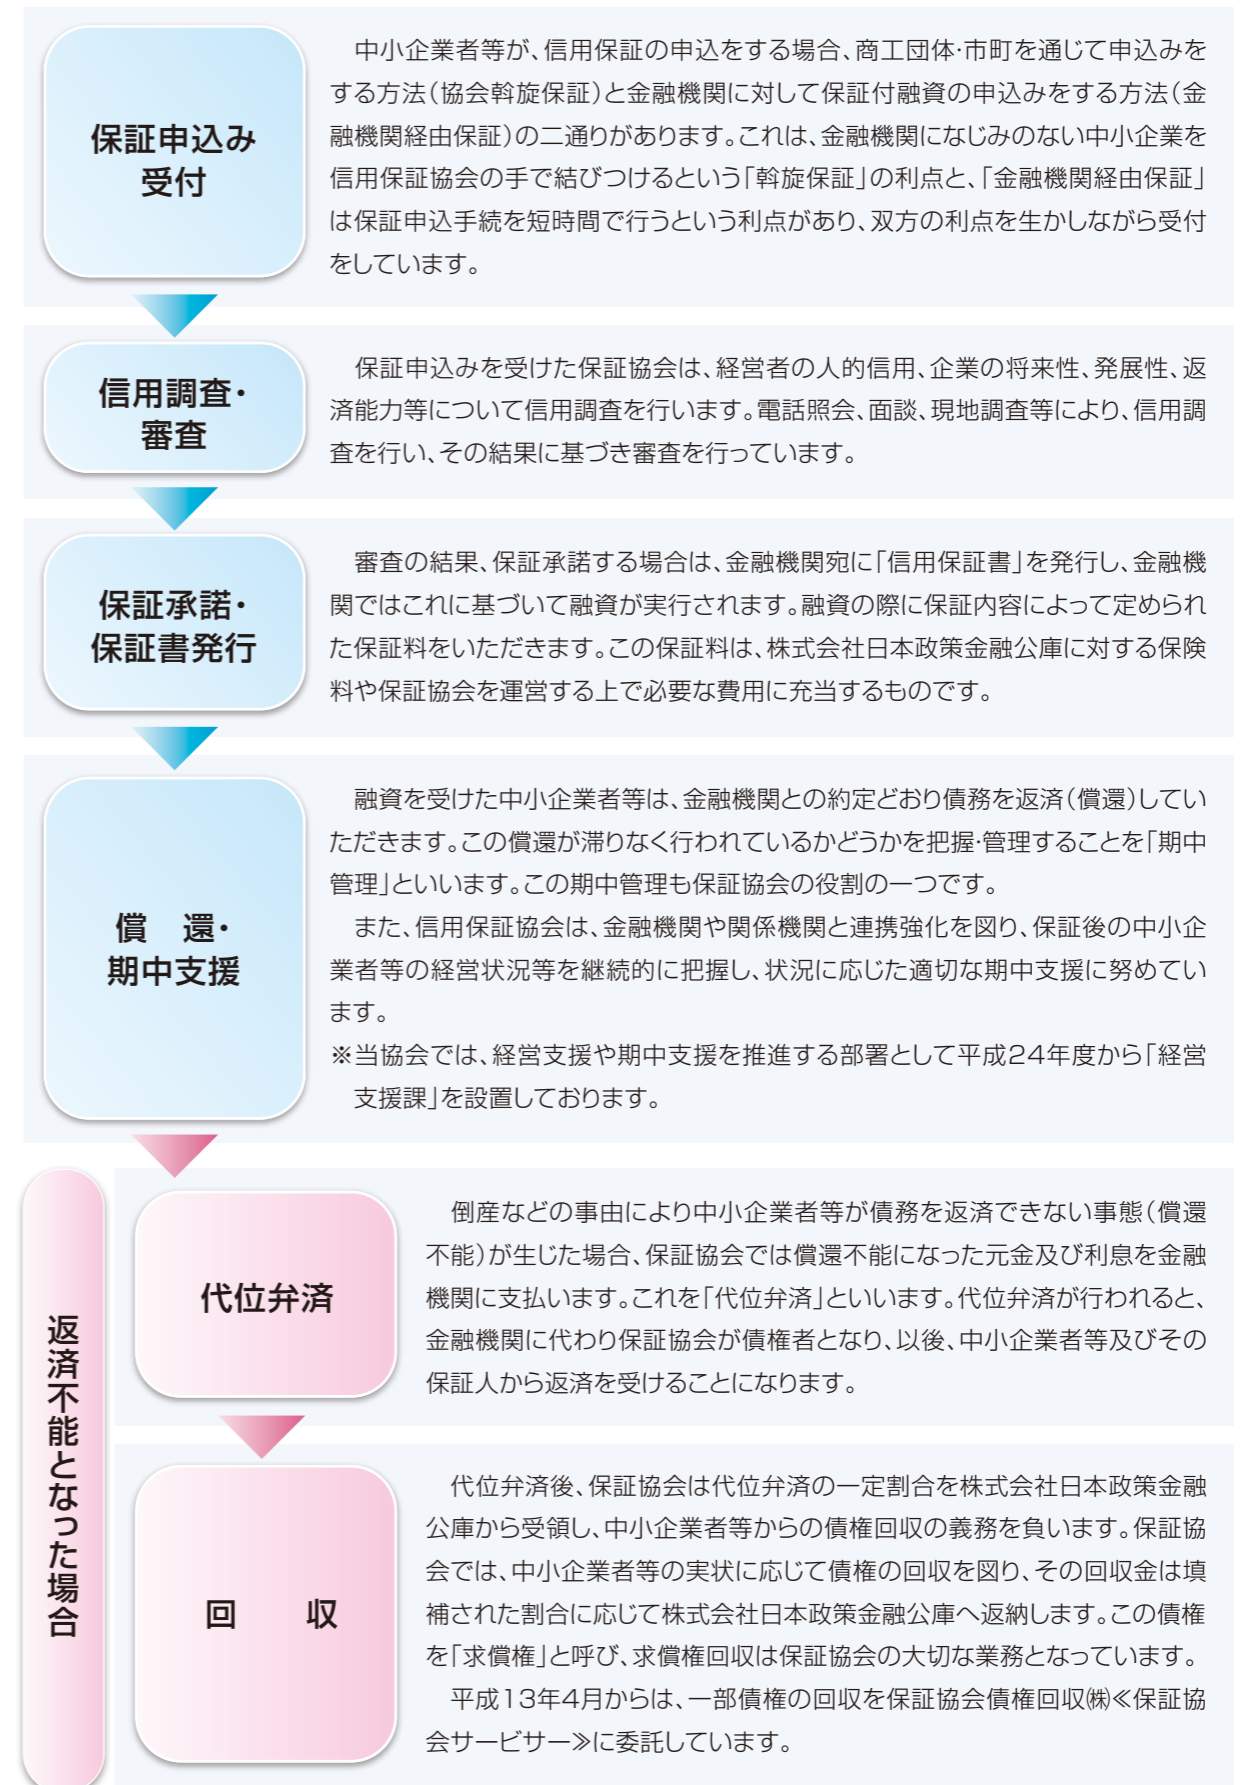 保証申込み
受付
中小企業者等が、信用保証の申込をする場合、商工団体・市町を通じて申込みを
する方法(協会斡旋保証)と金融機関に対して保証付融資の申込みをする方法(金
融機関経由保証)の二通りがあります。これは、金融機関になじみのない中小企業を
信用保証協会の手で結びつけるという「斡旋保証」の利点と、「金融機関経由保証」
は保証申込手続を短時間で行うという利点があり、双方の利点を生かしながら受付
をしています。
信用調査・
審査
保証申込みを受けた保証協会は、経営者の人的信用、企業の将来性、発展性、返
済能力等について信用調査を行います。電話照会、面談、現地調査等により、信用調
査を行い、その結果に基づき審査を行っています。
保証承諾・
保証書発行
審査の結果、保証承諾する場合は、金融機関宛に「信用保証書」を発行し、金融機
関ではこれに基づいて融資が実行されます。融資の際に保証内容によって定められ
た保証料をいただきます。この保証料は、株式会社日本政策金融公庫に対する保険
料や保証協会を運営する上で必要な費用に充当するものです。
償 還・
期中支援
融資を受けた中小企業者等は、金融機関との約定どおり債務を返済(償還)してい
ただきます。この償還が滞りなく行われているかどうかを把握・管理することを「期中
管理」といいます。この期中管理も保証協会の役割の一つです。
また、信用保証協会は、金融機関や関係機関と連携強化を図り、保証後の中小企
業者等の経営状況等を継続的に把握し、状況に応じた適切な期中支援に努めてい
ます。
※当協会では、経営支援や期中支援を推進する部署として平成24年度から「経営
支援課」を設置しております。
返済不能となった場合
代位弁済
倒産などの事由により中小企業者等が債務を返済できない事態(償還
不能)が生じた場合、保証協会では償還不能になった元金及び利息を金融
機関に支払います。これを「代位弁済」といいます。代位弁済が行われると、
金融機関に代わり保証協会が債権者となり、以後、中小企業者等及びその
保証人から返済を受けることになります。
回 収
代位弁済後、保証協会は代位弁済の一定割合を株式会社日本政策金融
公庫から受領し、中小企業者等からの債権回収の義務を負います。保証協
会では、中小企業者等の実状に応じて債権の回収を図り、その回収金は填
補された割合に応じて株式会社日本政策金融公庫へ返納します。この債権
を「求償権」と呼び、求償権回収は保証協会の大切な業務となっています。
平成13年4月からは、一部債権の回収を保証協会債権回収㈱≪保証協
会サービサー≫に委託しています。